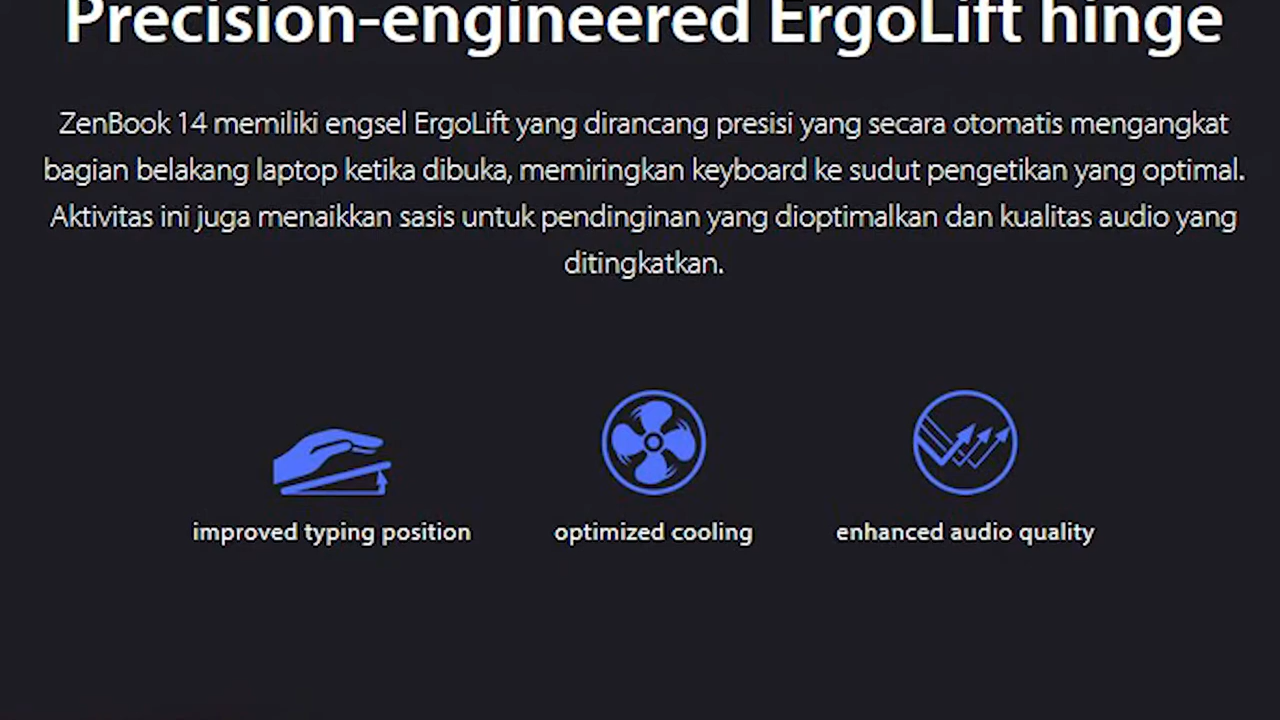 Precision-engineered ErgoLift hinge
ZenBook 14 memiliki engsel ErgoLift yang dirancang presisi yang secara otomatis mengangkat
bagian belakang laptop ketika dibuka, memiringkan keyboard ke sudut pengetikan yang optimal.
Aktivitas ini juga menaikkan sasis untuk pendinginan yang dioptimalkan dan kualitas audio yang
ditingkatkan.
improved typing position
optimized cooling
enhanced audio quality